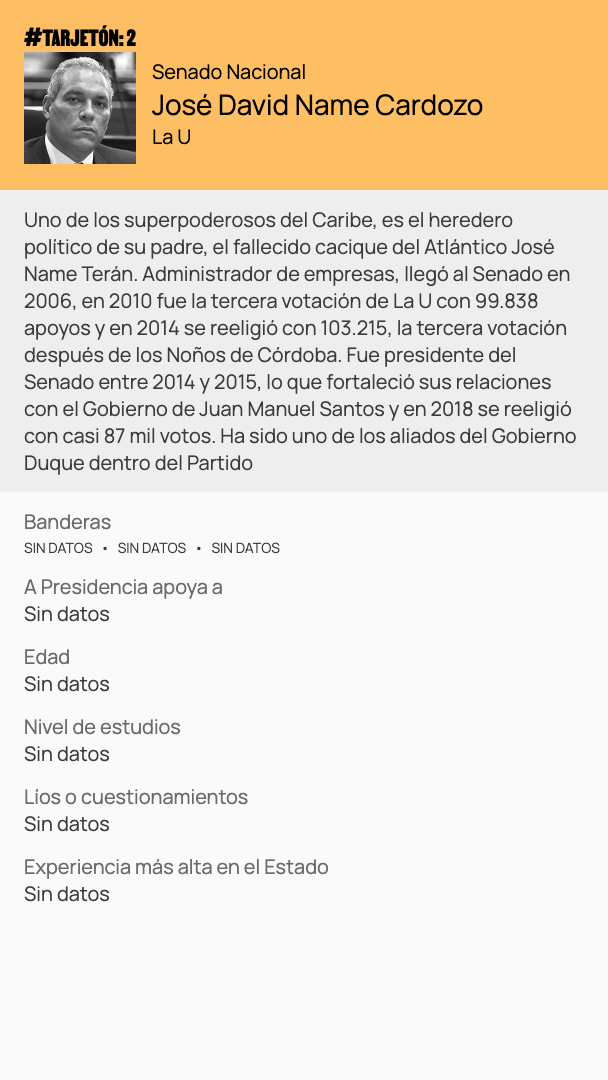 #TARJETÓN: 2
Senado Nacional
José David Name Cardozo
La U
Uno de los superpoderosos del Caribe, es el heredero
político de su padre, el fallecido cacique del Atlántico José
Name Terán. Administrador de empresas, llegó al Senado en
2006, en 2010 fue la tercera votación de La U con 99.838
apoyos y en 2014 se reeligió con 103.215, la tercera votación
después de los Noños de Córdoba. Fue presidente del
Senado entre 2014 y 2015, lo que fortaleció sus relaciones
con el Gobierno de Juan Manuel Santos y en 2018 se reeligió
con casi 87 mil votos. Ha sido uno de los aliados del Gobierno
Duque dentro del Partido
Banderas
SIN DATOS • SIN DATOS • SIN DATOS
A Presidencia apoya a
Sin datos
Edad
Sin datos
Nivel de estudios
Sin datos
Líos o cuestionamientos
Sin datos
Experiencia más alta en el Estado
Sin datos